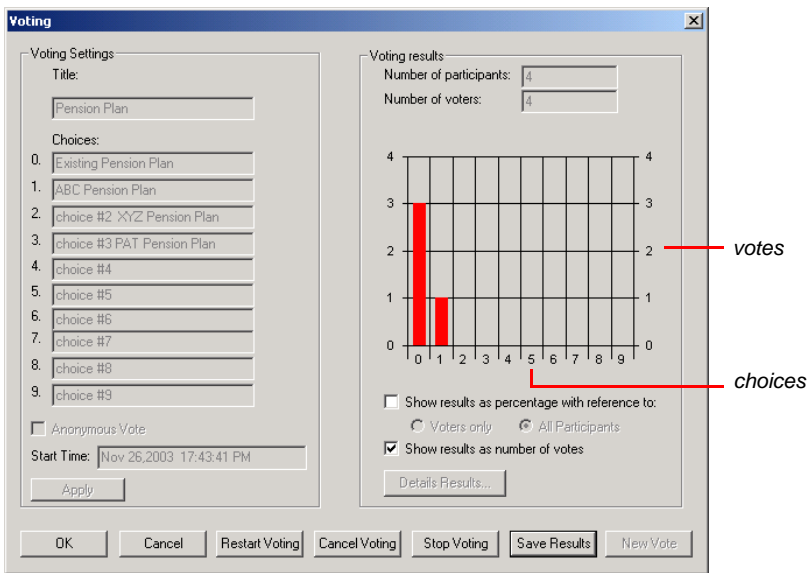 Voting
Voting Settings
Title:
Pension Plan
Choices:
0. Existing Pension Plan
1. ABC Pension Plan
2. choice #2 XYZ Pension Plan
3. choice #3 PAT Pension Plan
4. choice #4
5. choice #5
6. choice #6
7. choice #7
8. choice #8
9. choice #9
Anonymous Vote
Start Time: Nov 26,2003 17:43:41 PM
Apply
Voting results
Number of participants: 4
Number of voters: 4
4 4
3 3
2 2
1 1
0 0
0 1 2 3 4 5 6 7 8 9
votes
choices
Show results as percentage with reference to:
Voters only All Participants
Show results as number of votes
Details Results...
OK Cancel Restart Voting Cancel Voting Stop Voting Save Results New Vote